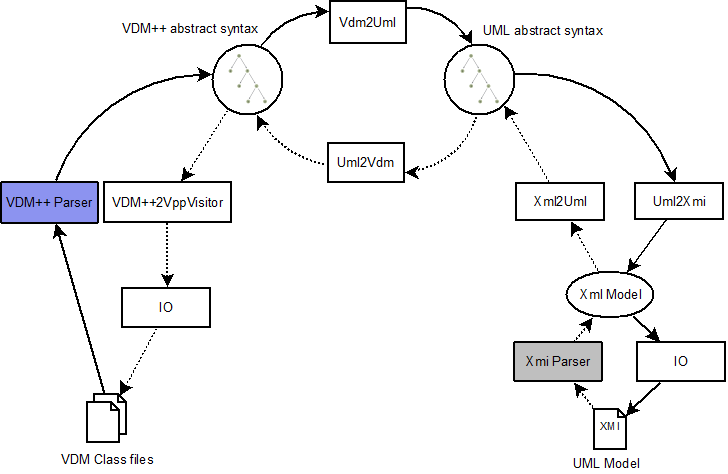 VDM++ abstract syntax
Vdm2Uml
UML abstract syntax
Uml2Vdm
VDM++ Parser
VDM++2VppVisitor
Xml2Uml
Uml2Xmi
IO
Xml Model
Xmi Parser
IO
XMI
VDM Class files
UML Model